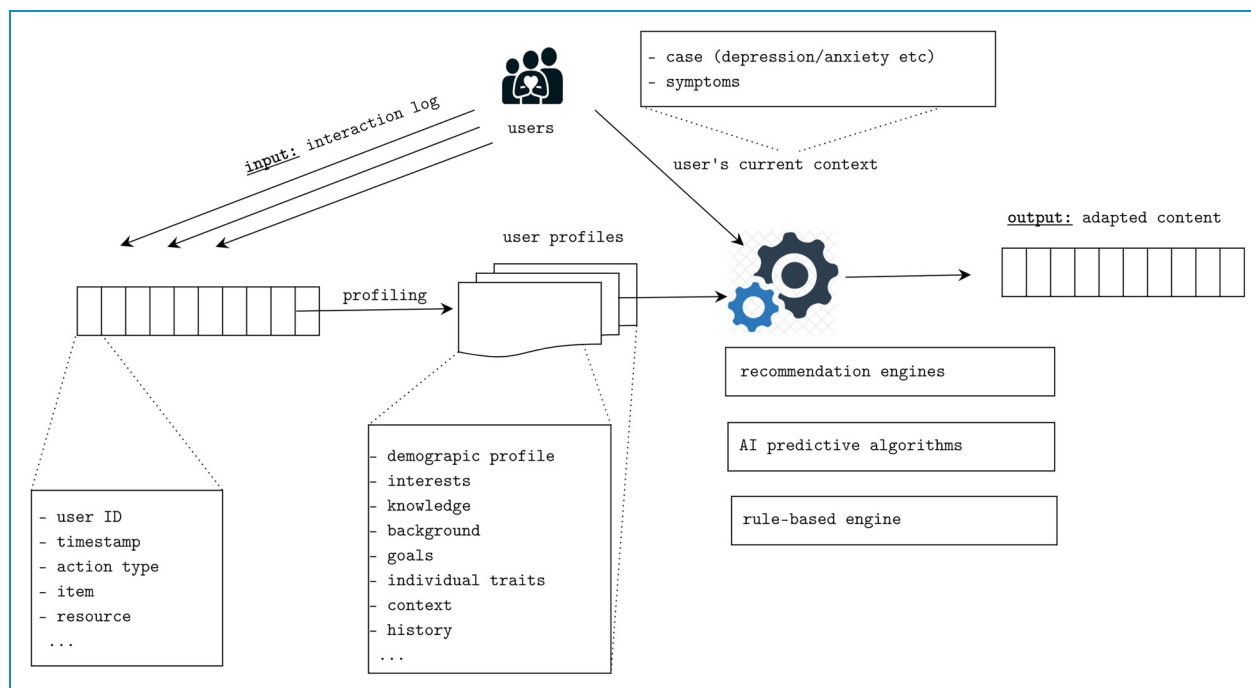 - case (depression/anxiety etc)
- symptoms
users
input: interaction log
user's current context
output: adapted content
user profiles
profiling
recommendation engines
AI predictive algorithms
rule-based engine
- demograpic profile
- interests
- knowledge
- background
- goals
- individual traits
- context
- history
...
- user ID
- timestamp
- action type
- item
- resource
...